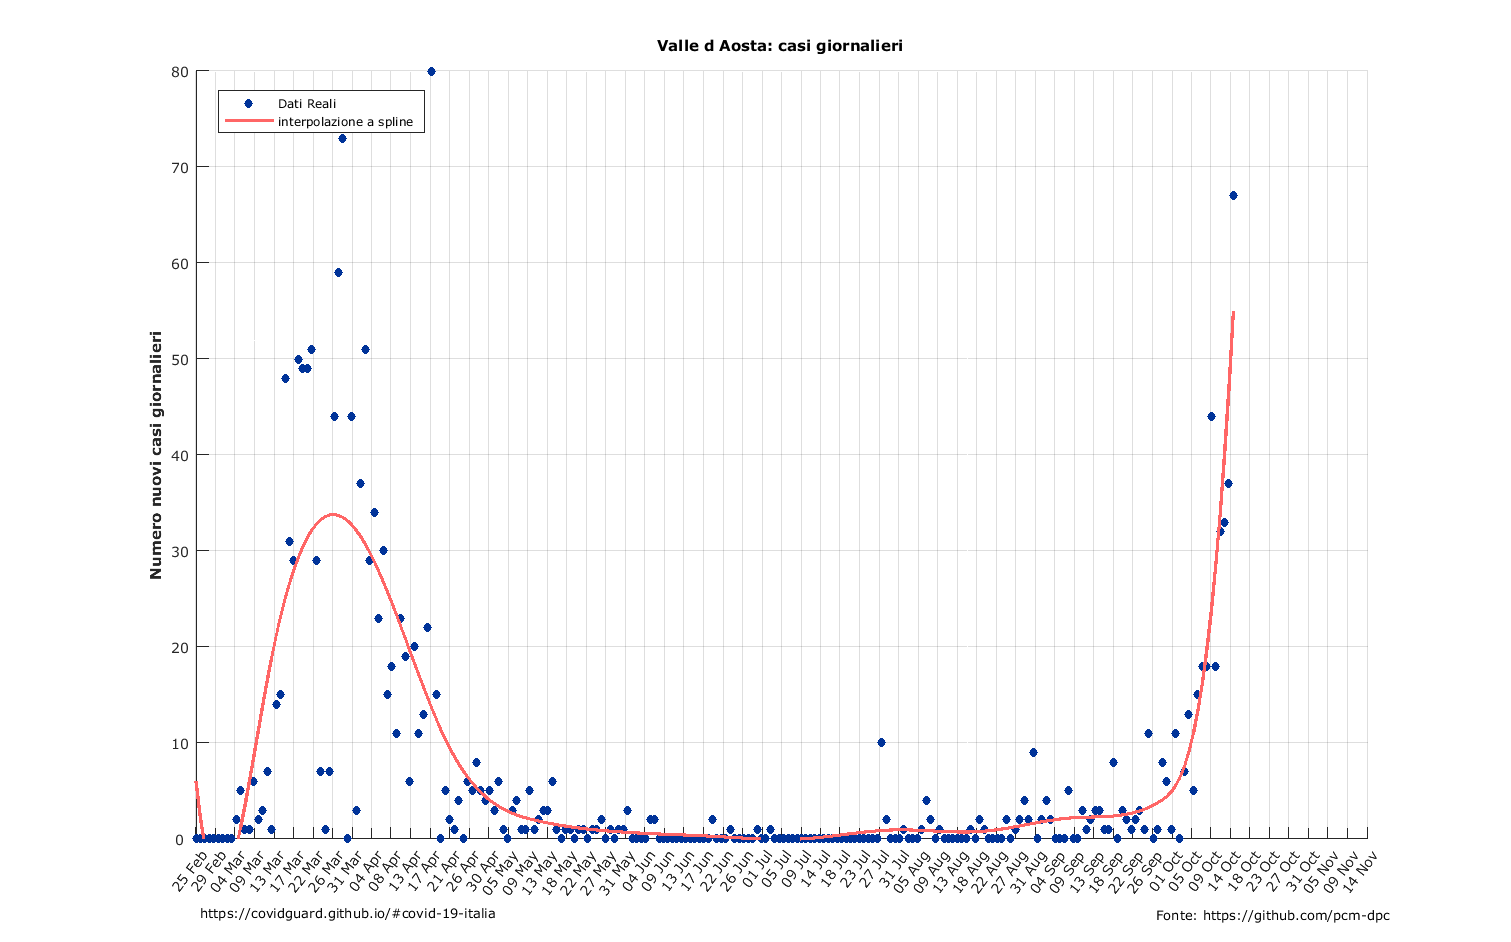 Valle d Aosta: casi giornalieri
Dati Reali
interpolazione a spline
Numero nuovi casi giornalieri
80
70
60
50
40
30
20
10
0
25 Feb
29 Feb
04 Mar
09 Mar
13 Mar
17 Mar
22 Mar
26 Mar
31 Mar
04 Apr
08 Apr
13 Apr
17 Apr
21 Apr
26 Apr
30 Apr
05 May
09 May
13 May
18 May
22 May
27 May
31 May
04 Jun
09 Jun
13 Jun
17 Jun
22 Jun
26 Jun
01 Jul
05 Jul
09 Jul
14 Jul
18 Jul
23 Jul
27 Jul
31 Jul
05 Aug
09 Aug
13 Aug
18 Aug
22 Aug
27 Aug
31 Aug
04 Sep
09 Sep
13 Sep
18 Sep
22 Sep
26 Sep
01 Oct
05 Oct
09 Oct
14 Oct
18 Oct
23 Oct
27 Oct
31 Oct
05 Nov
09 Nov
14 Nov
https://covidguard.github.io/#covid-19-italia
Fonte: https://github.com/pcm-dpc